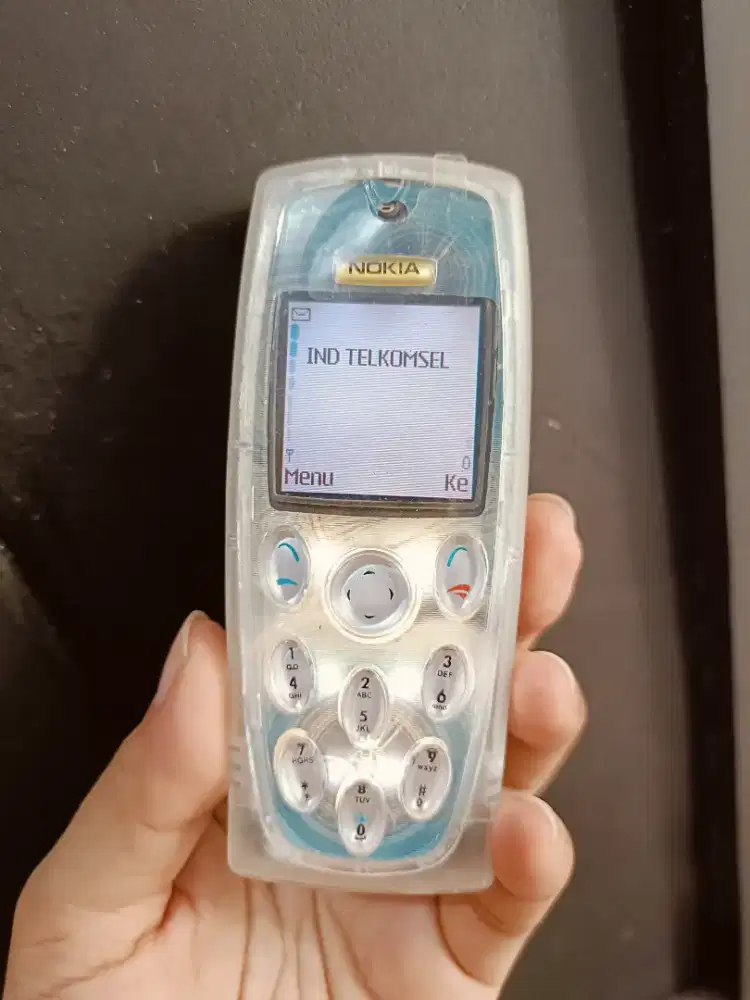 NOKIA
IND TELKOMSEL
Menu Ke
1
4
GHI
2
ABC
5
JKL
3
DEF
6
7
PQRS
*
8
TUV
0
9
wxyz
#